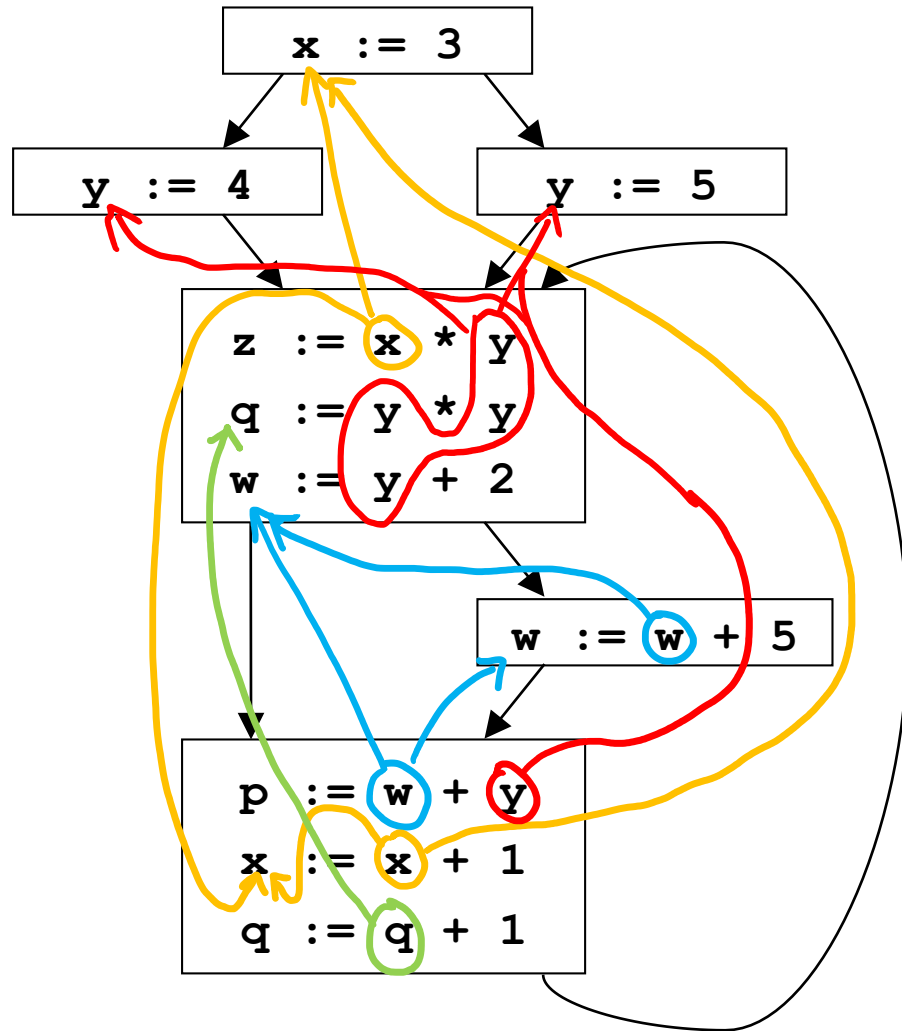 x := 3
y := 4
y := 5
z := x * y
q := y * y
w := y + 2
w := w + 5
p := w + y
x := x + 1
q := q + 1